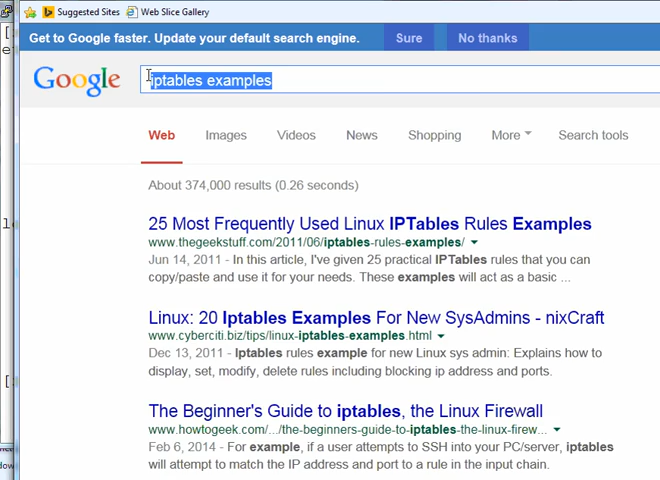 Suggested Sites Web Slice Gallery
Get to Google faster. Update your default search engine. Sure No thanks
Google iptables examples
Web Images Videos News Shopping More Search tools
About 374,000 results (0.26 seconds)
25 Most Frequently Used Linux IPTables Rules Examples
www.thegeekstuff.com/2011/06/iptables-rules-examples/
Jun 14, 2011 - In this article, I've given 25 practical IPTables rules that you can
copy/paste and use it for your needs. These examples will act as a basic ...
Linux: 20 Iptables Examples For New SysAdmins - nixCraft
www.cyberciti.biz/tips/linux-iptables-examples.html
Dec 13, 2011 - Iptables rules example for new Linux sys admin: Explains how to
display, set, modify, delete rules including blocking ip address and ports.
The Beginner's Guide to iptables, the Linux Firewall
www.howtogeek.com/.../the-beginners-guide-to-iptables-the-linux-firew...
Feb 6, 2014 - For example, if a user attempts to SSH into your PC/server, iptables
will attempt to match the IP address and port to a rule in the input chain.